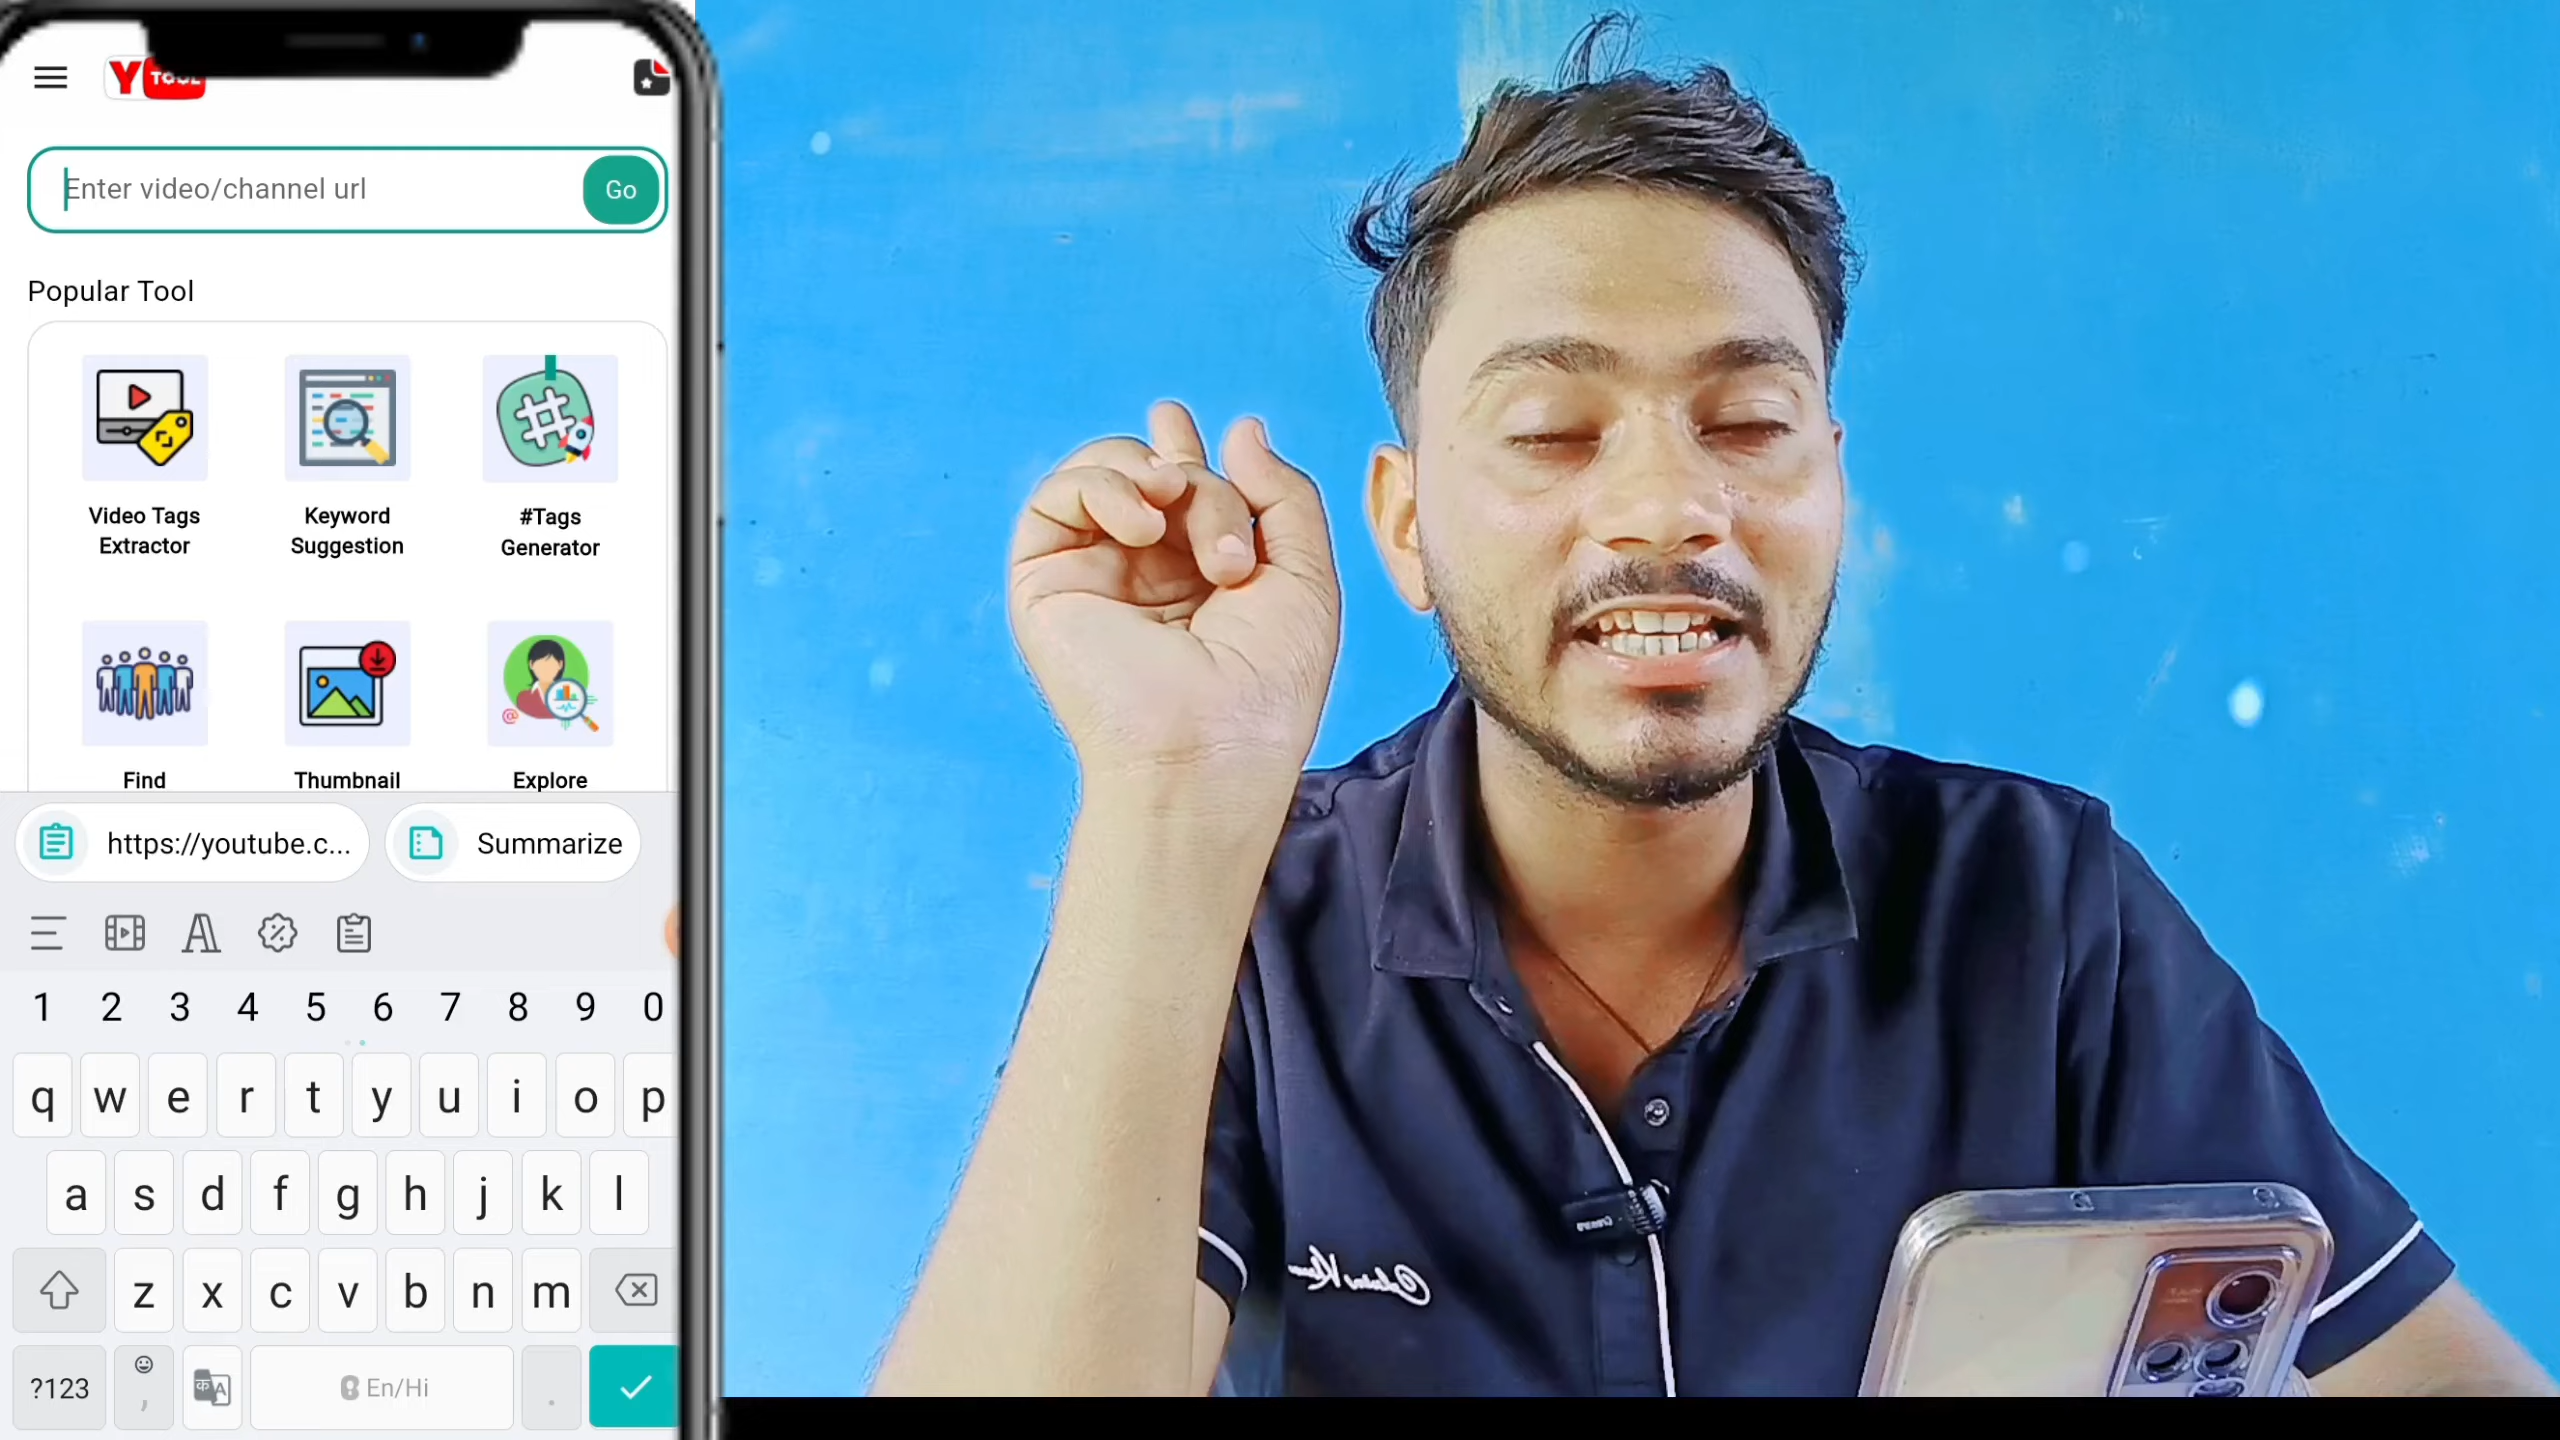 Y TOOL
Enter video/channel url
Go
Popular Tool
Video Tags Extractor
Keyword Suggestion
#Tags Generator
Find
Thumbnail
Explore
https://youtube.c...
Summarize
1 2 3 4 5 6 7 8 9 0
q w e r t y u i o p
a s d f g h j k l
z x c v b n m
?123 , क A En/Hi .